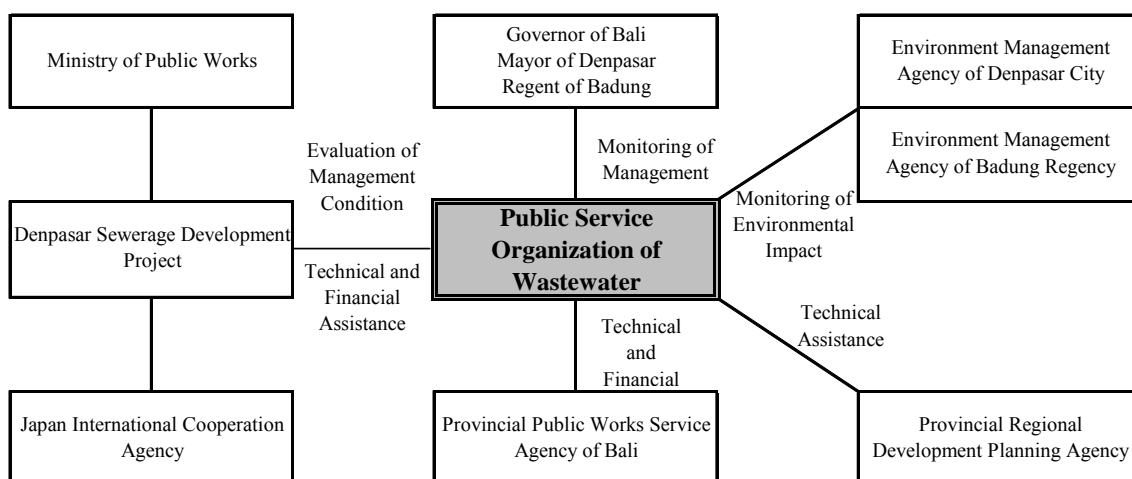 Ministry of Public Works
Governor of Bali
Mayor of Denpasar
Regent of Badung
Environment Management
Agency of Denpasar City
Environment Management
Agency of Badung Regency
Evaluation of
Management
Condition
Monitoring of
Management
Monitoring of
Environmental
Impact
Denpasar Sewerage Development
Project
Public Service
Organization of
Wastewater
Technical and
Financial
Assistance
Technical
and
Financial
Technical
Assistance
Japan International Cooperation
Agency
Provincial Public Works Service
Agency of Bali
Provincial Regional
Development Planning Agency